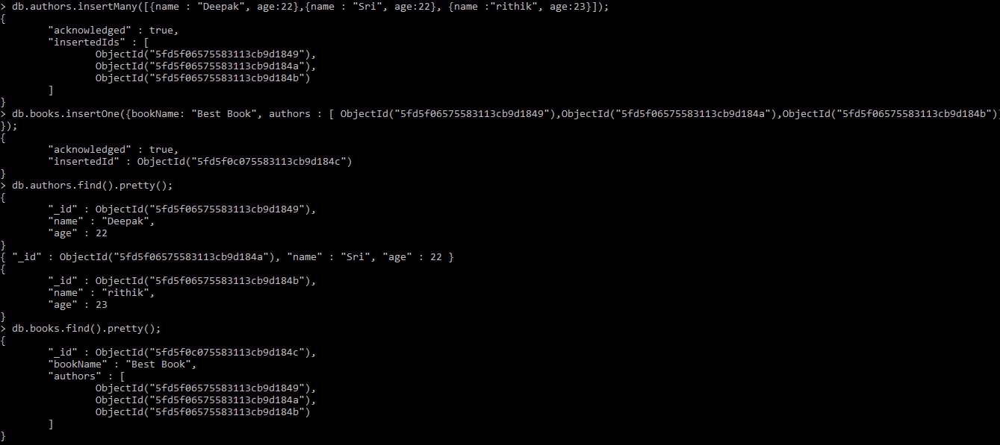 > db.authors.insertMany([{name : "Deepak", age:22},{name : "Sri", age:22}, {name :"rithik", age:23}]);
{
        "acknowledged" : true,
        "insertedIds" : [
                ObjectId("5fd5f06575583113cb9d1849"),
                ObjectId("5fd5f06575583113cb9d184a"),
                ObjectId("5fd5f06575583113cb9d184b")
        ]
}
> db.books.insertOne({bookName: "Best Book", authors : [ ObjectId("5fd5f06575583113cb9d1849"),ObjectId("5fd5f06575583113cb9d184a"),ObjectId("5fd5f06575583113cb9d184b")]
});
{
        "acknowledged" : true,
        "insertedId" : ObjectId("5fd5f0c075583113cb9d184c")
}
> db.authors.find().pretty();
{
        "_id" : ObjectId("5fd5f06575583113cb9d1849"),
        "name" : "Deepak",
        "age" : 22
}
{ "_id" : ObjectId("5fd5f06575583113cb9d184a"), "name" : "Sri", "age" : 22 }
{
        "_id" : ObjectId("5fd5f06575583113cb9d184b"),
        "name" : "rithik",
        "age" : 23
}
> db.books.find().pretty();
{
        "_id" : ObjectId("5fd5f0c075583113cb9d184c"),
        "bookName" : "Best Book",
        "authors" : [
                ObjectId("5fd5f06575583113cb9d1849"),
                ObjectId("5fd5f06575583113cb9d184a"),
                ObjectId("5fd5f06575583113cb9d184b")
        ]
}